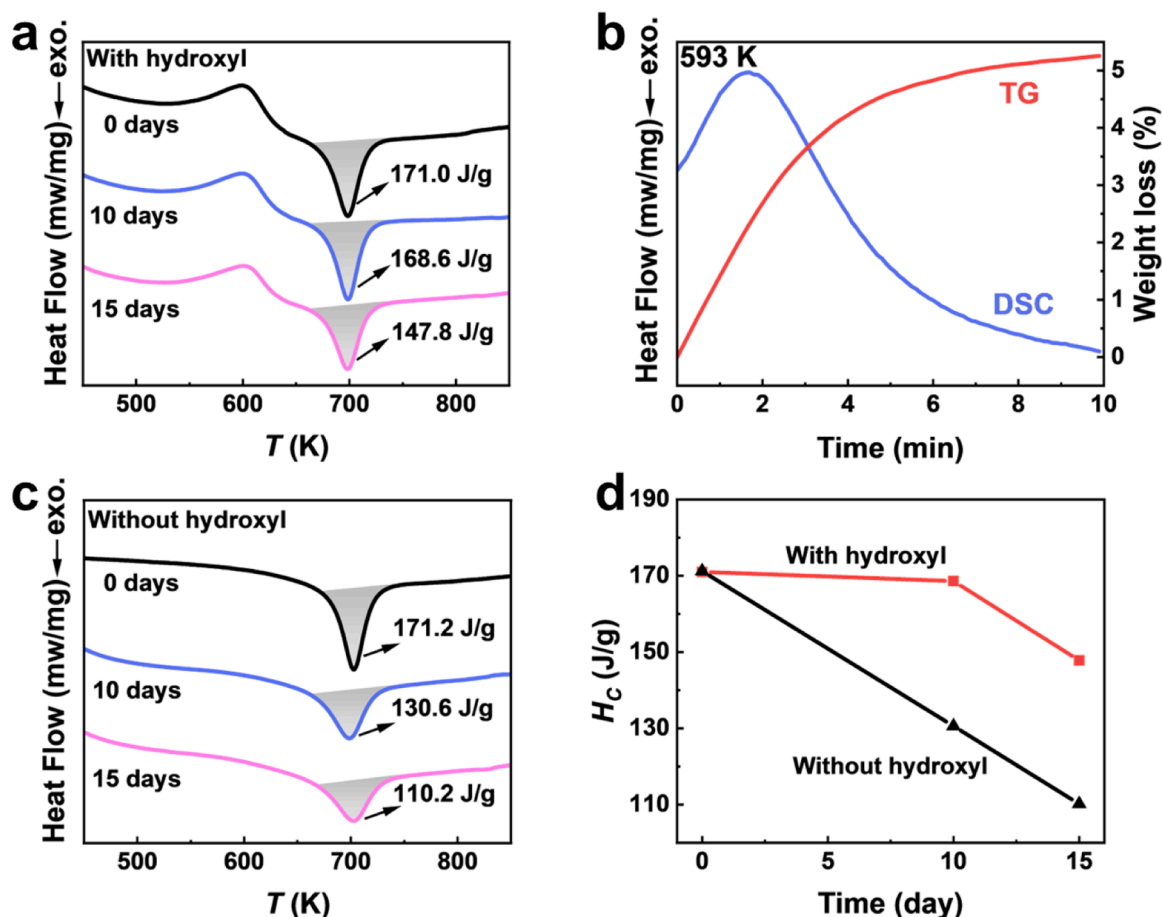 a
With hydroxyl
0 days
171.0 J/g
10 days
168.6 J/g
15 days
147.8 J/g
Heat Flow (mw/mg)
exo.
500 600 700 800
T (K)
b
593 K
TG
DSC
Heat Flow (mw/mg)
exo.
5
4
3
2
1
0
Weight loss (%)
0 2 4 6 8 10
Time (min)
c
Without hydroxyl
0 days
171.2 J/g
10 days
130.6 J/g
15 days
110.2 J/g
Heat Flow (mw/mg)
exo.
500 600 700 800
T (K)
d
190
170
150
130
110
HC (J/g)
With hydroxyl
Without hydroxyl
0 5 10 15
Time (day)